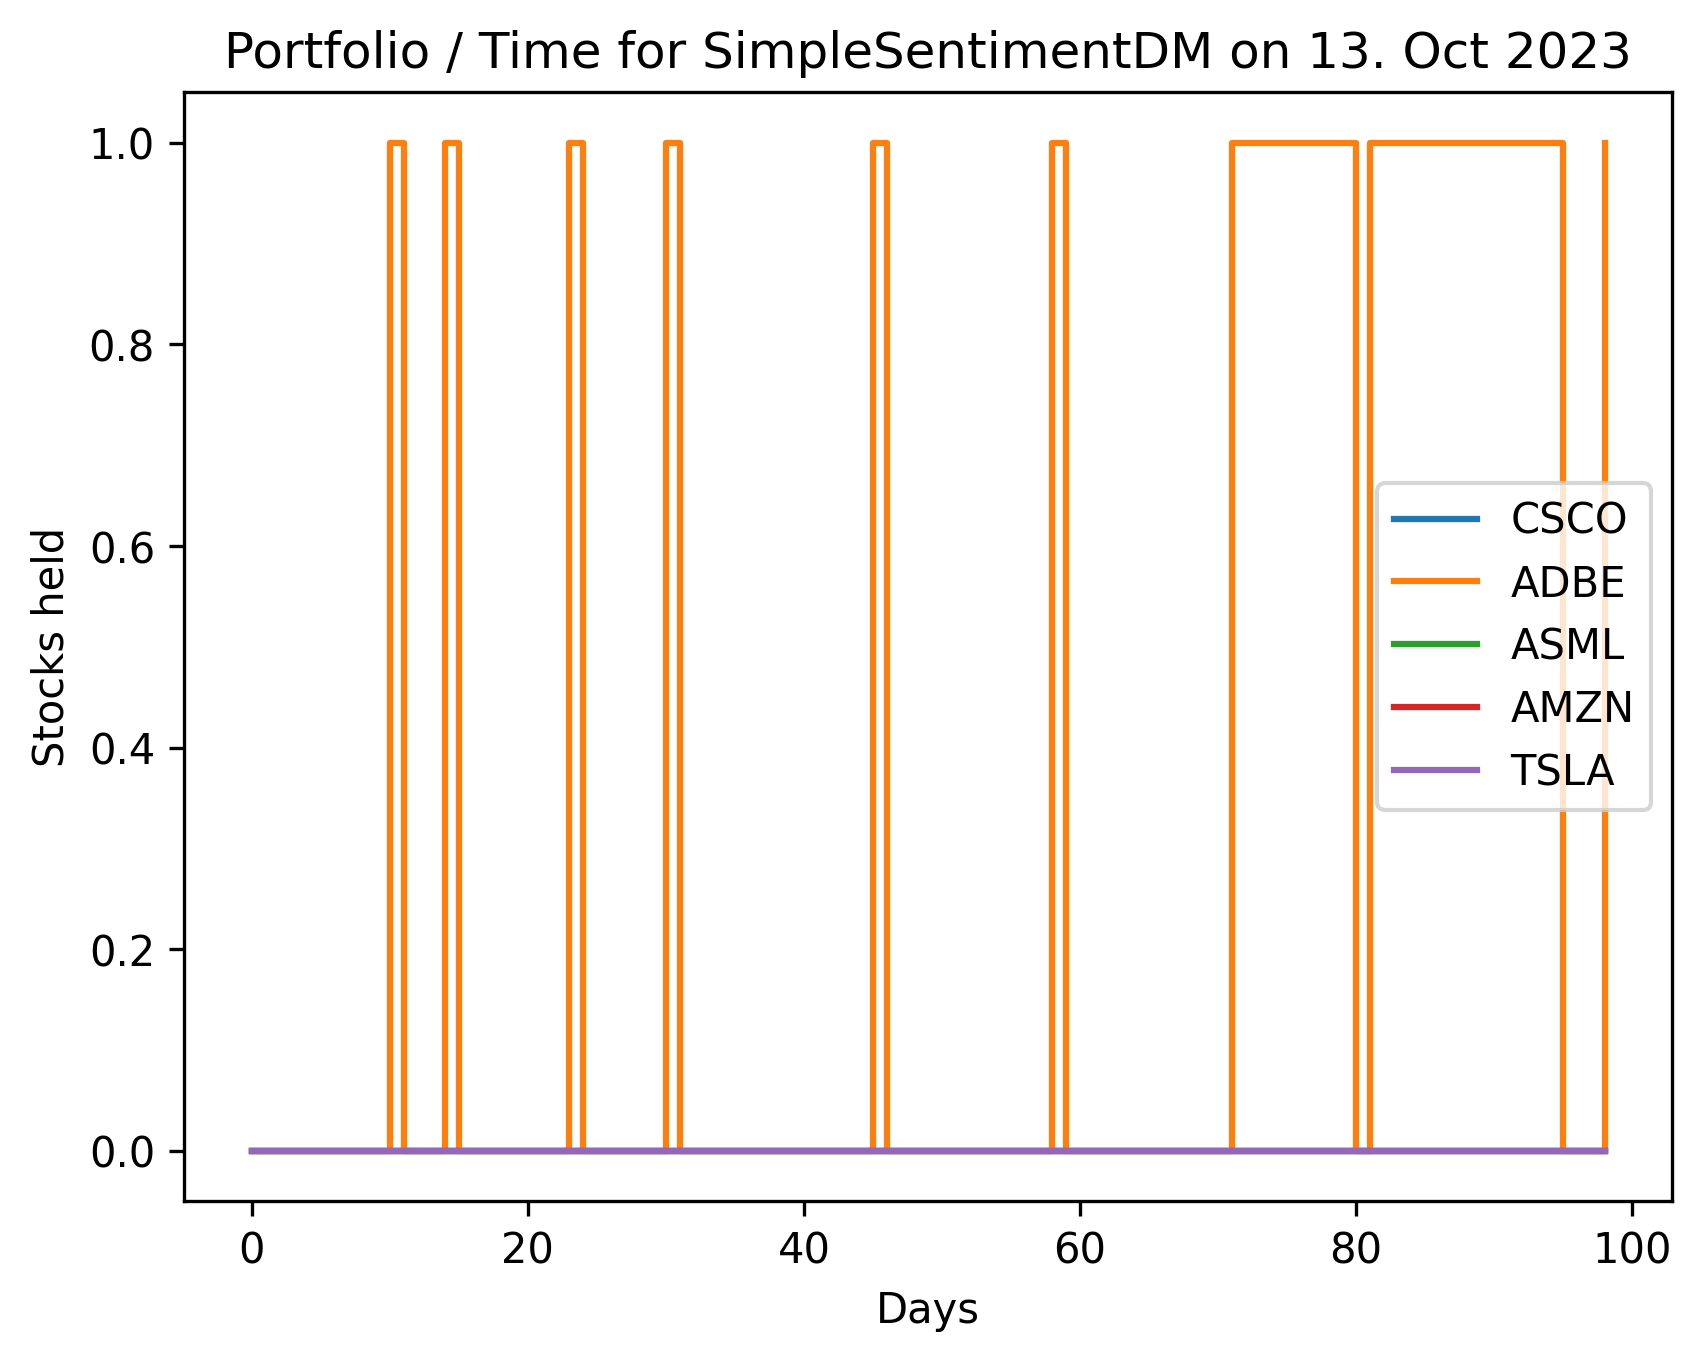 Portfolio / Time for SimpleSentimentDM on 13. Oct 2023
1.0
0.8
0.6
0.4
0.2
0.0
Stocks held
CSCO
ADBE
ASML
AMZN
TSLA
0 20 40 60 80 100
Days